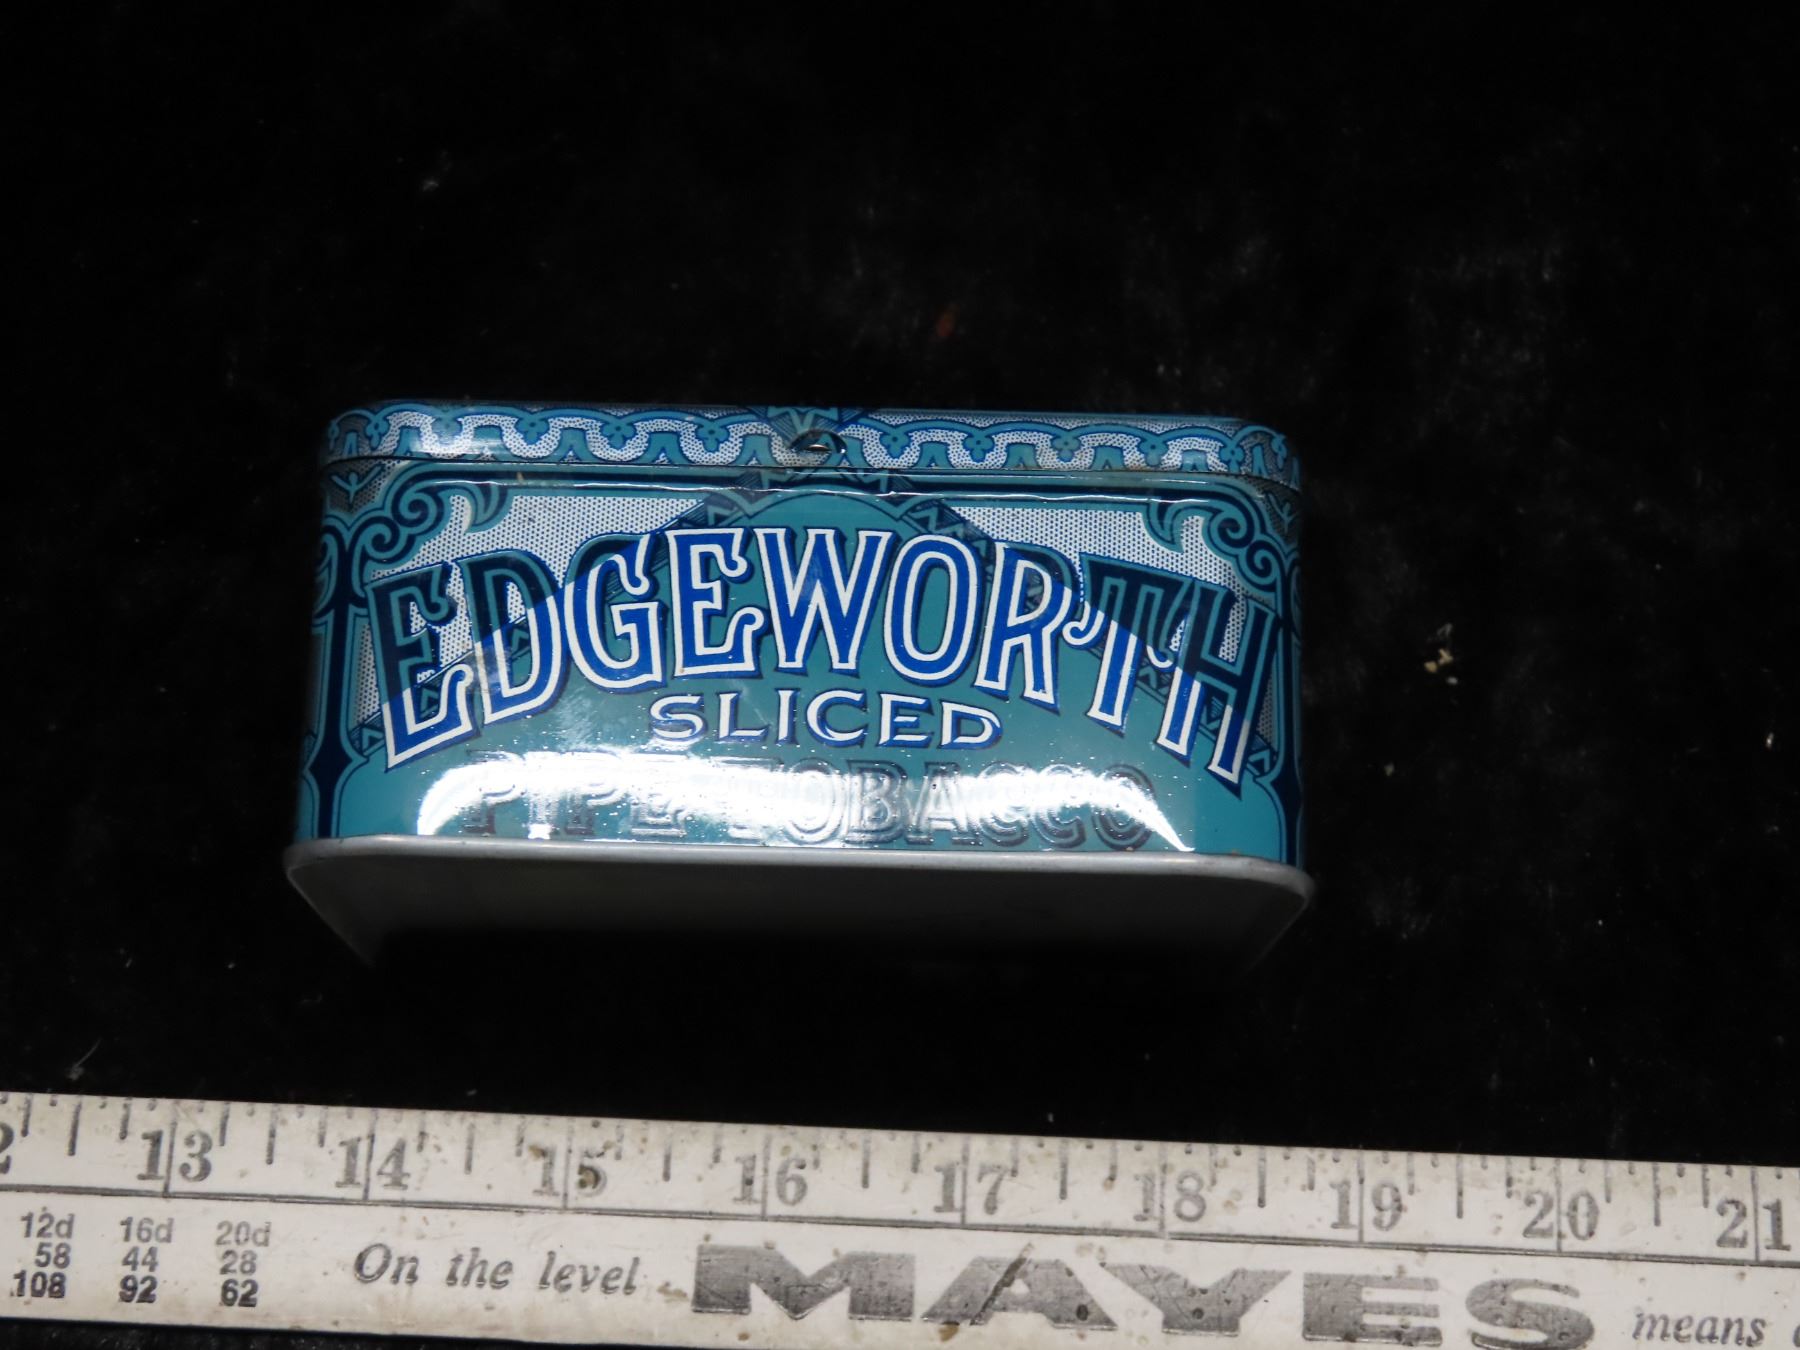 EDGEWORTH
SLICED
PIPE TOBACCO
2 13 14 15 16 17 18 19 20 21
12d 16d 20d
58 44 28
108 92 62
On the level MAYES means